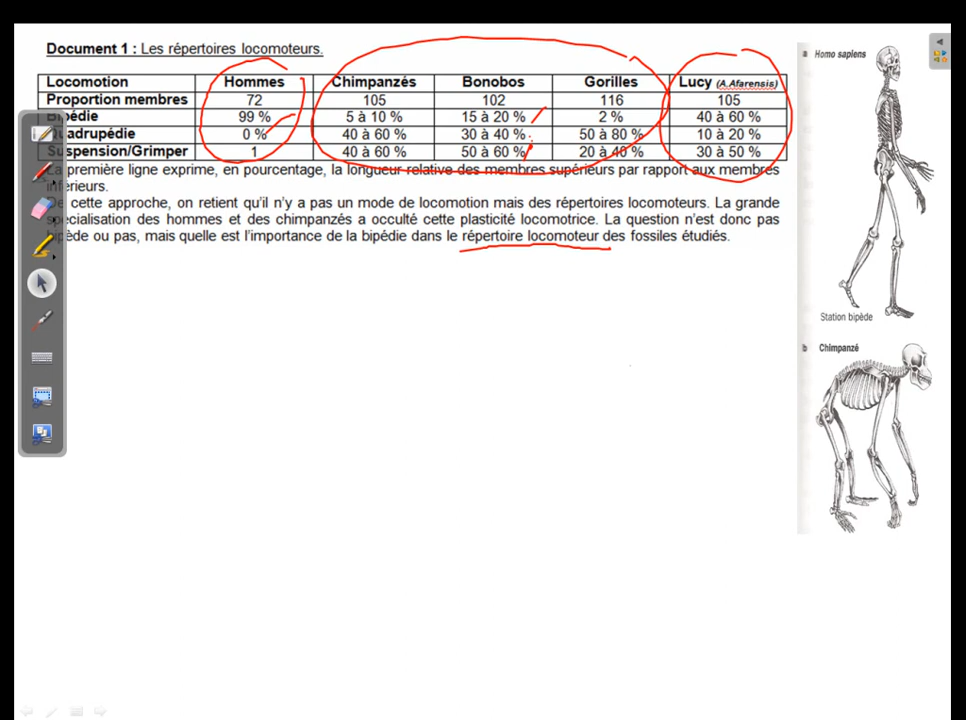 Document 1 : Les répertoires locomoteurs.
Locomotion Hommes Chimpanzés Bonobos Gorilles Lucy (A.Afarensis)
Proportion membres 72 105 102 116 105
Bipédie 99 % 5 à 10 % 15 à 20 % 2 % 40 à 60 %
Quadrupédie 0 % 40 à 60 % 30 à 40 % 50 à 80 % 10 à 20 %
Suspension/Grimper 1 40 à 60 % 50 à 60 % 20 à 40 % 30 à 50 %
La première ligne exprime, en pourcentage, la longueur relative des membres supérieurs par rapport aux membres
inférieurs.
De cette approche, on retient qu'il n'y a pas un mode de locomotion mais des répertoires locomoteurs. La grande
spécialisation des hommes et des chimpanzés a occulté cette plasticité locomotrice. La question n'est donc pas
bipède ou pas, mais quelle est l'importance de la bipédie dans le répertoire locomoteur des fossiles étudiés.
a Homo sapiens
Station bipède
b Chimpanzé